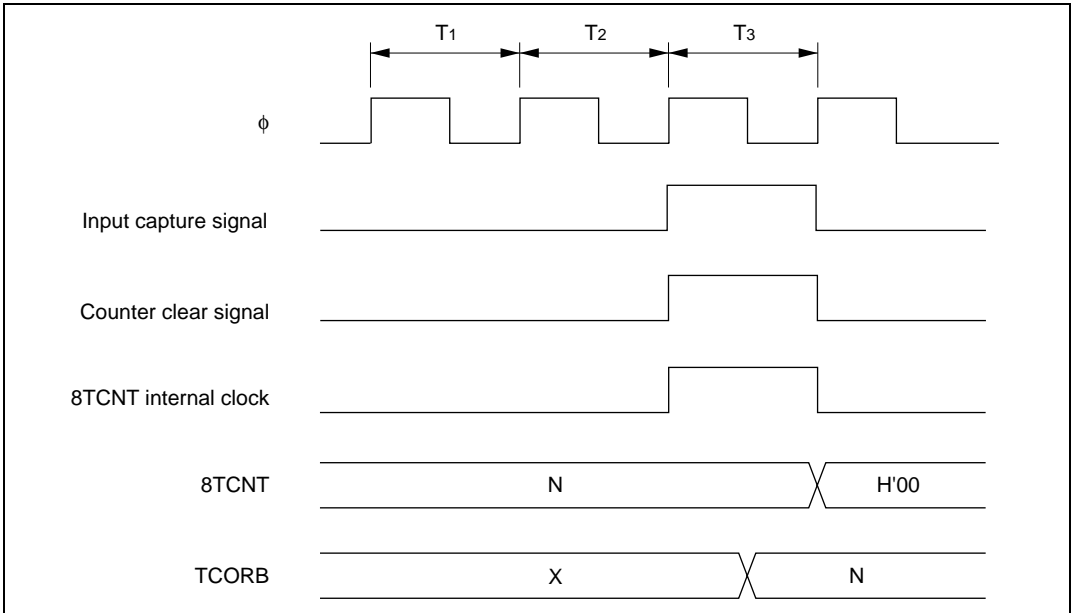 T1 T2 T3
φ
Input capture signal
Counter clear signal
8TCNT internal clock
8TCNT N H'00
TCORB X N